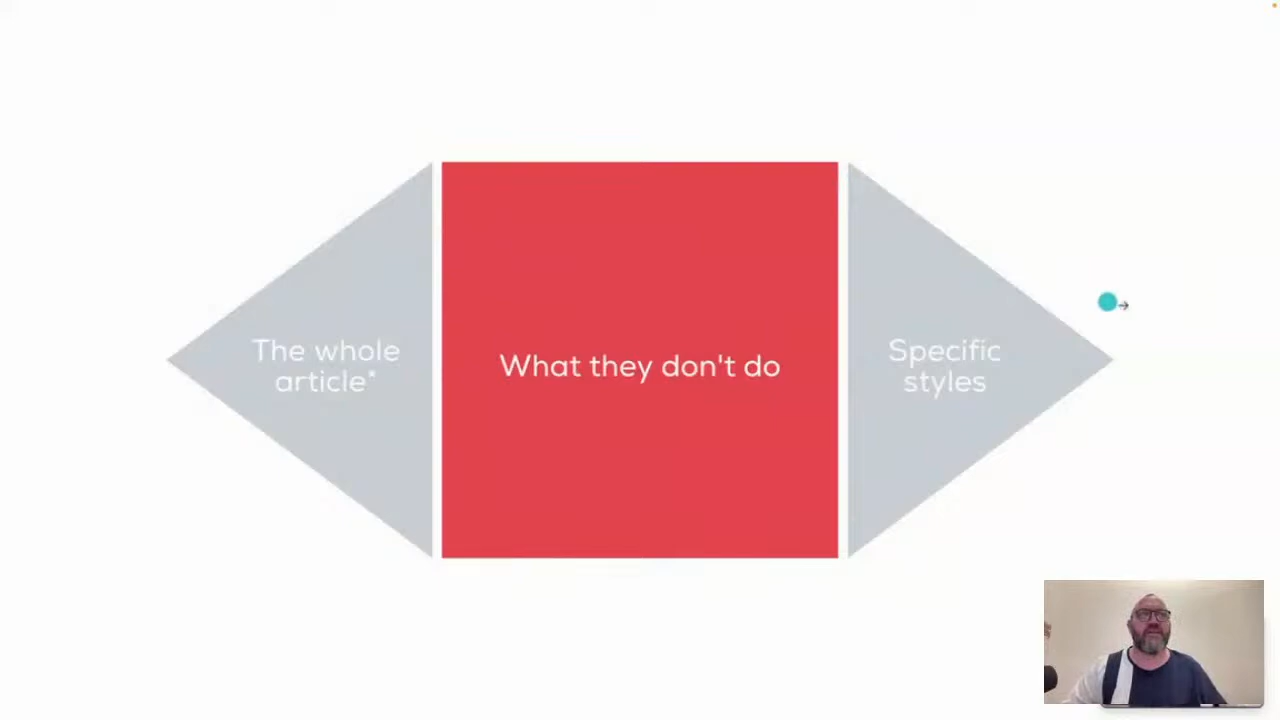 The whole
article*
What they don't do
Specific
styles